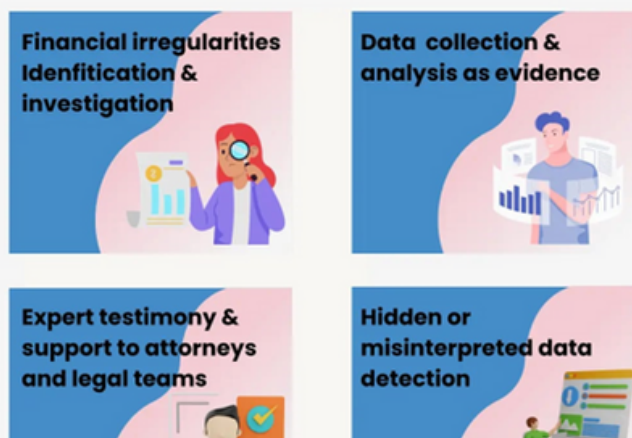 Financial irregularities
Idenfitication &
investigation
Data collection &
analysis as evidence
Expert testimony &
support to attorneys
and legal teams
Hidden or
misinterpreted data
detection